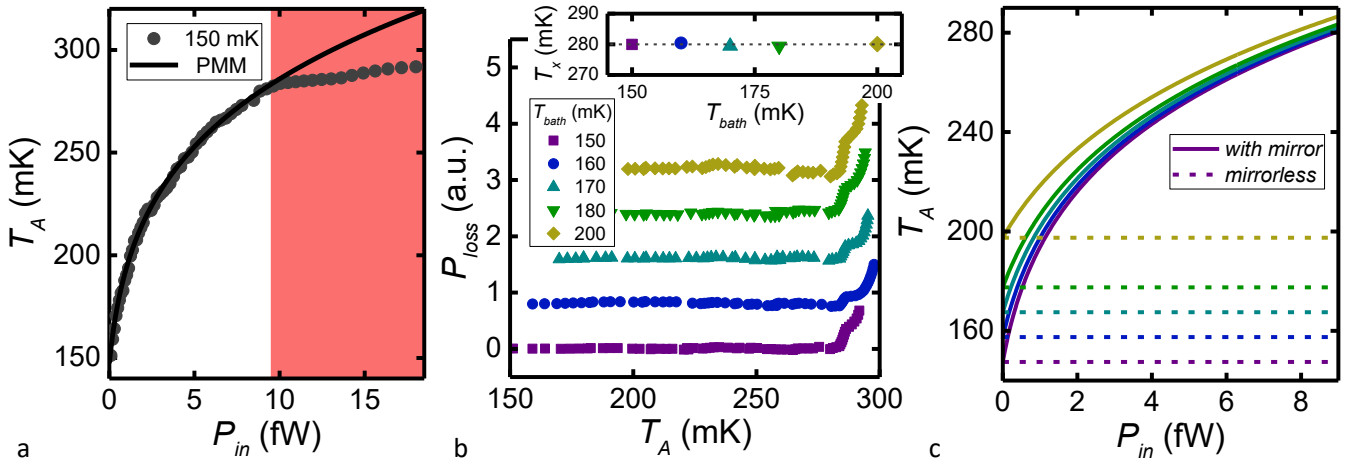 300
250
200
150
T_A (mK)
150 mK
PMM
0
5
10
15
P_in (fW)
a
5
4
3
2
1
0
P_loss (a.u.)
T_bath (mK)
150
160
170
180
200
290
280
270
T_x (mK)
150
175
200
T_bath (mK)
150
200
250
300
T_A (mK)
b
280
240
200
160
T_A (mK)
with mirror
mirrorless
0
2
4
6
8
P_in (fW)
c